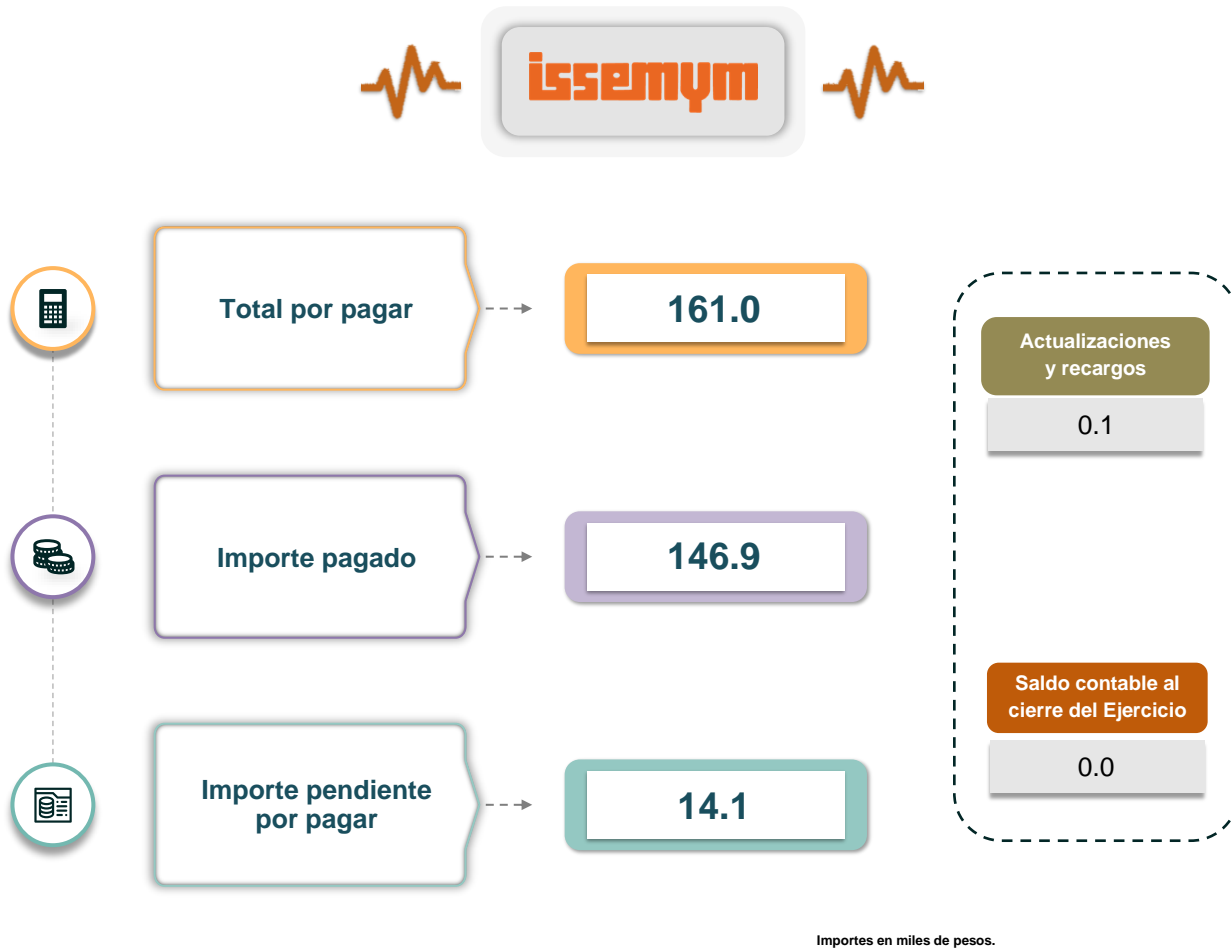 issemym
Total por pagar
161.0
Actualizaciones
y recargos
0.1
Importe pagado
146.9
Saldo contable al
cierre del Ejercicio
0.0
Importe pendiente
por pagar
14.1
Importes en miles de pesos.